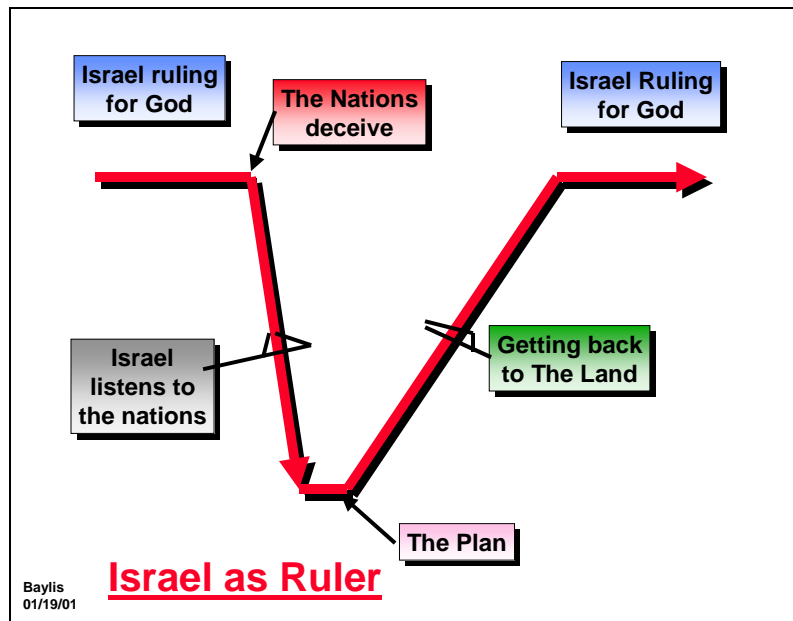 Israel ruling
for God
The Nations
deceive
Israel Ruling
for God
Israel
listens to
the nations
Getting back
to The Land
The Plan
Israel as Ruler
Baylis
01/19/01